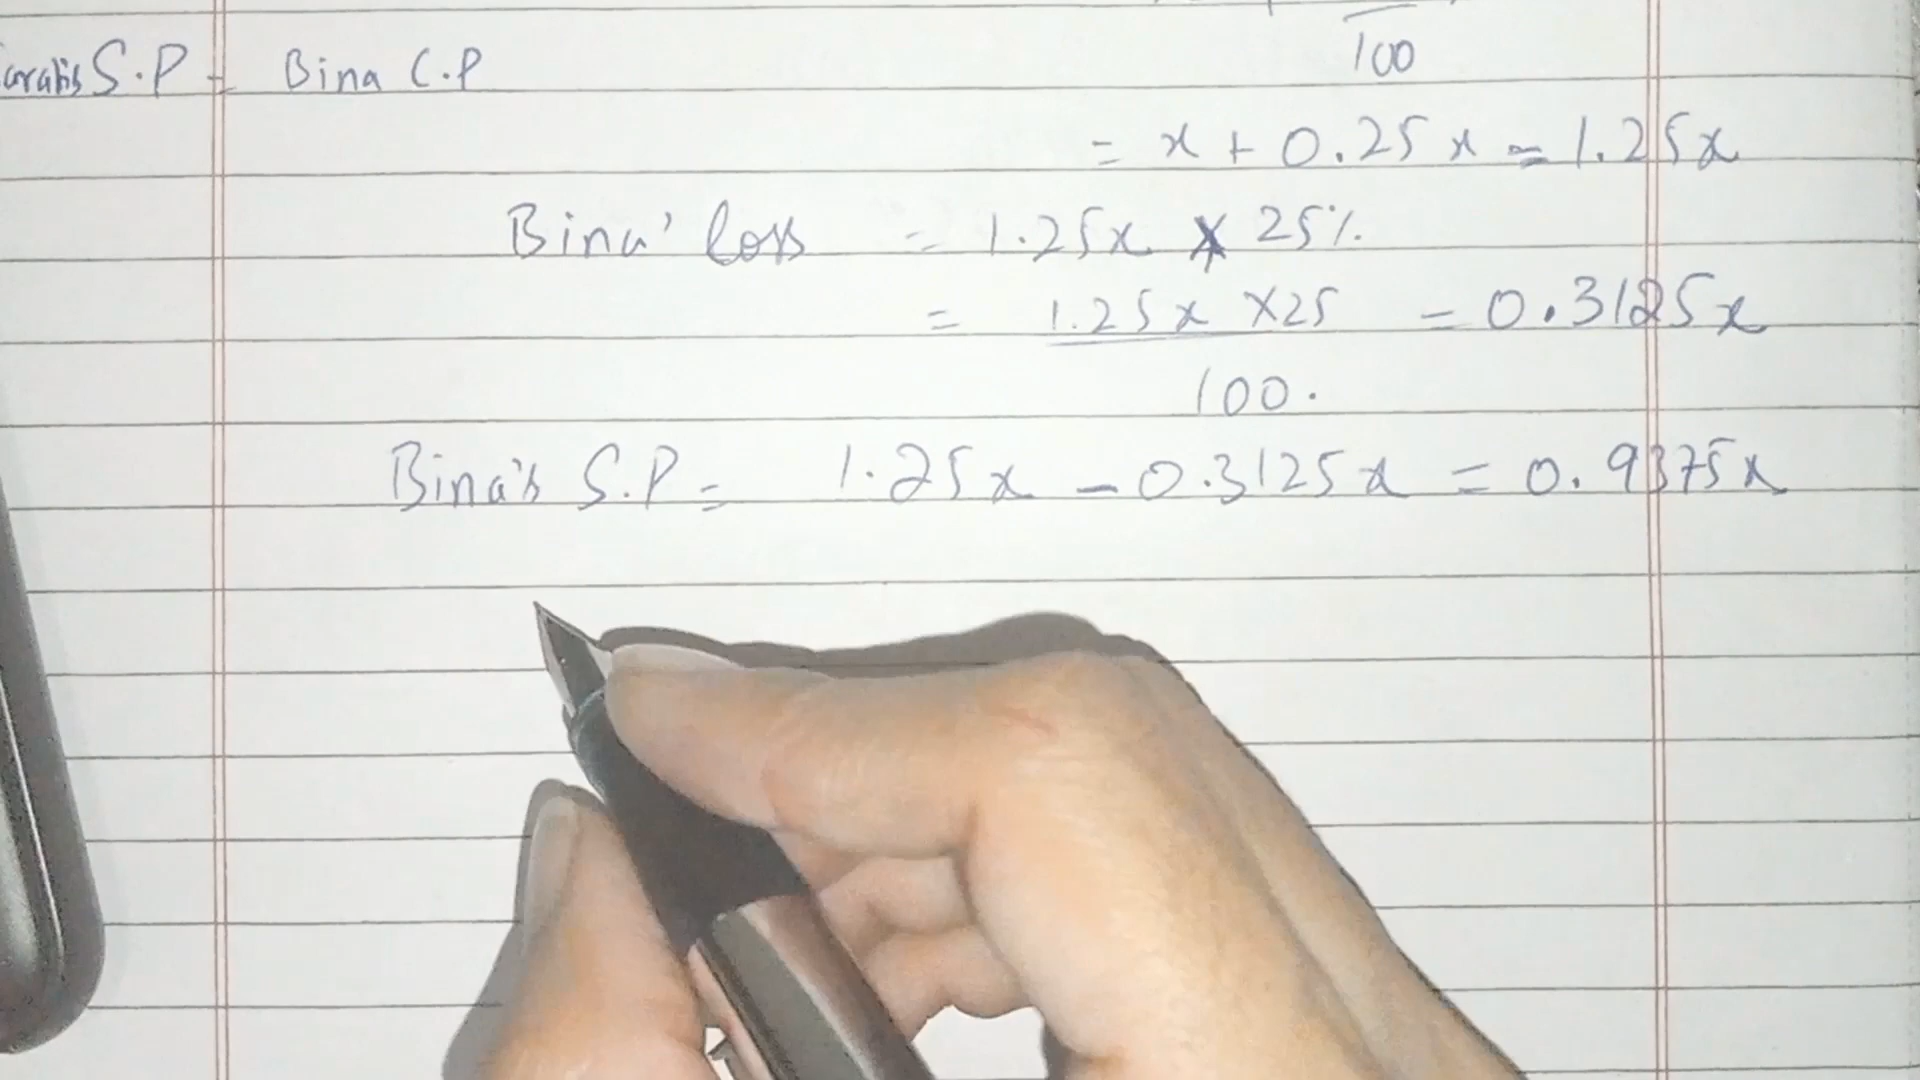 100
S.P = Bina C.P
= x + 0.25x = 1.25x
Bina' loss = 1.25x × 25%
= 1.25x × 25 = 0.3125x
100.
Bina's S.P = 1.25x - 0.3125x = 0.9375x